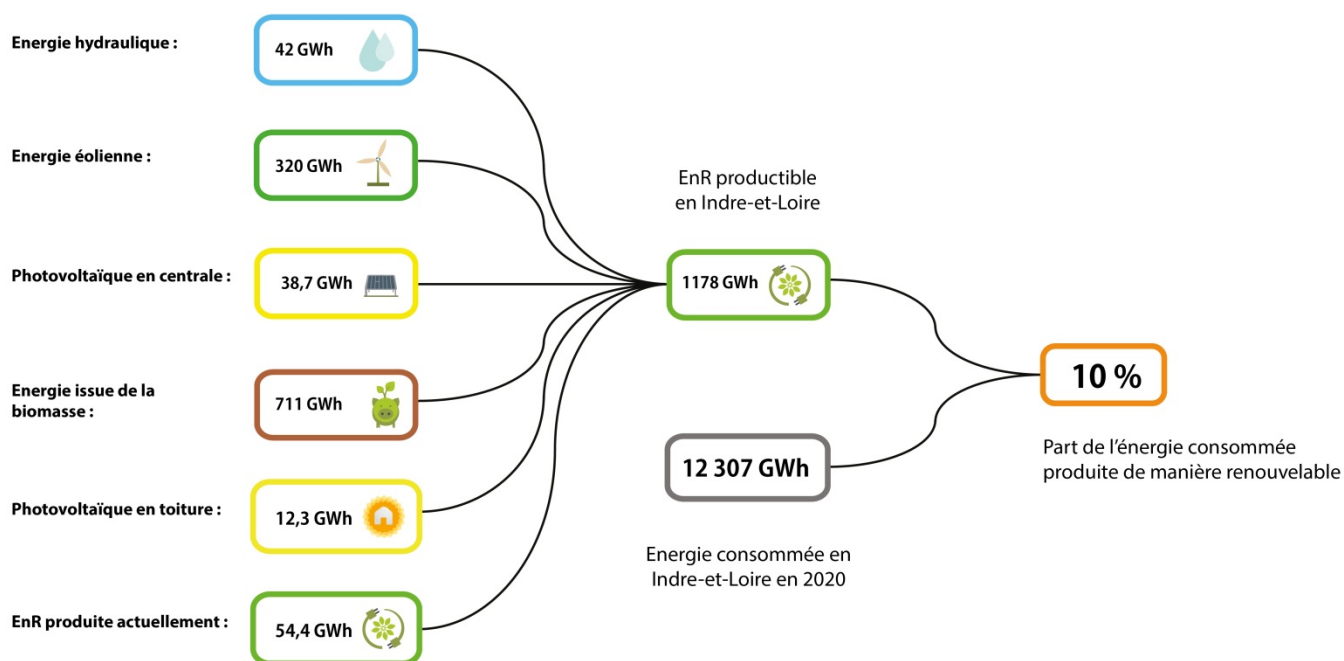 Energie hydraulique :
42 GWh
Energie éolienne :
320 GWh
Photovoltaïque en centrale :
38,7 GWh
Energie issue de la
biomasse :
711 GWh
Photovoltaïque en toiture :
12,3 GWh
EnR produite actuellement :
54,4 GWh
EnR productible
en Indre-et-Loire
1178 GWh
12 307 GWh
Energie consommée en
Indre-et-Loire en 2020
10 %
Part de l'énergie consommée
produite de manière renouvelable